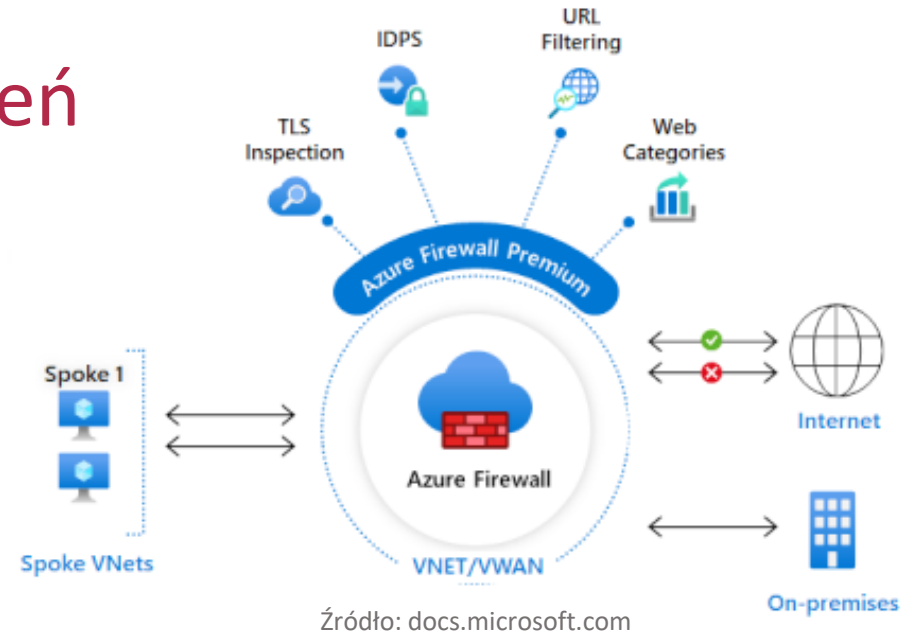 eń
IDPS
URL
Filtering
TLS
Inspection
Web
Categories
Azure Firewall Premium
Spoke 1
Azure Firewall
Internet
Spoke VNets
VNET/VWAN
On-premises
Źródło: docs.microsoft.com